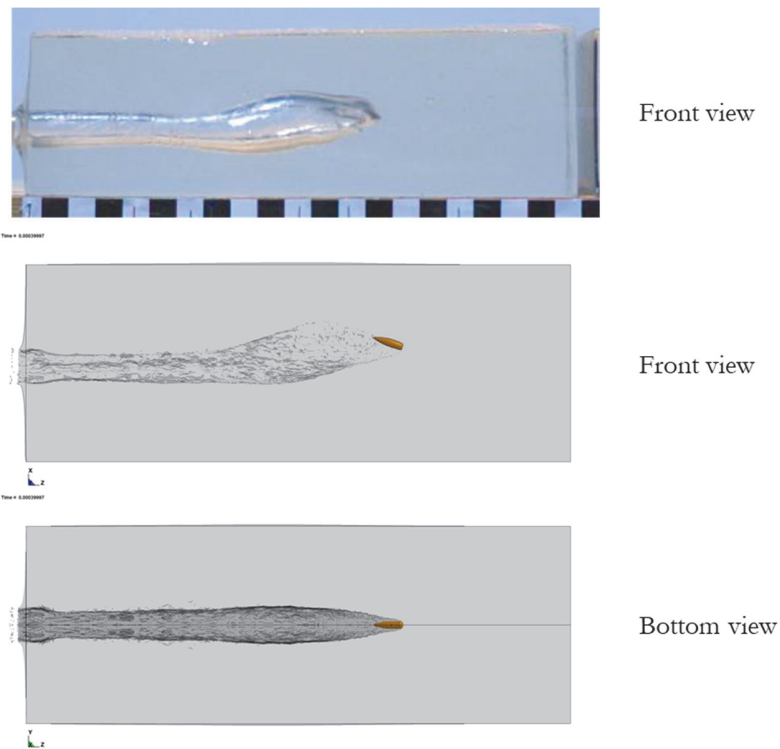 Front view
Time = 0.00039997
Front view
X
Z
Time = 0.00039997
Bottom view
Y
Z